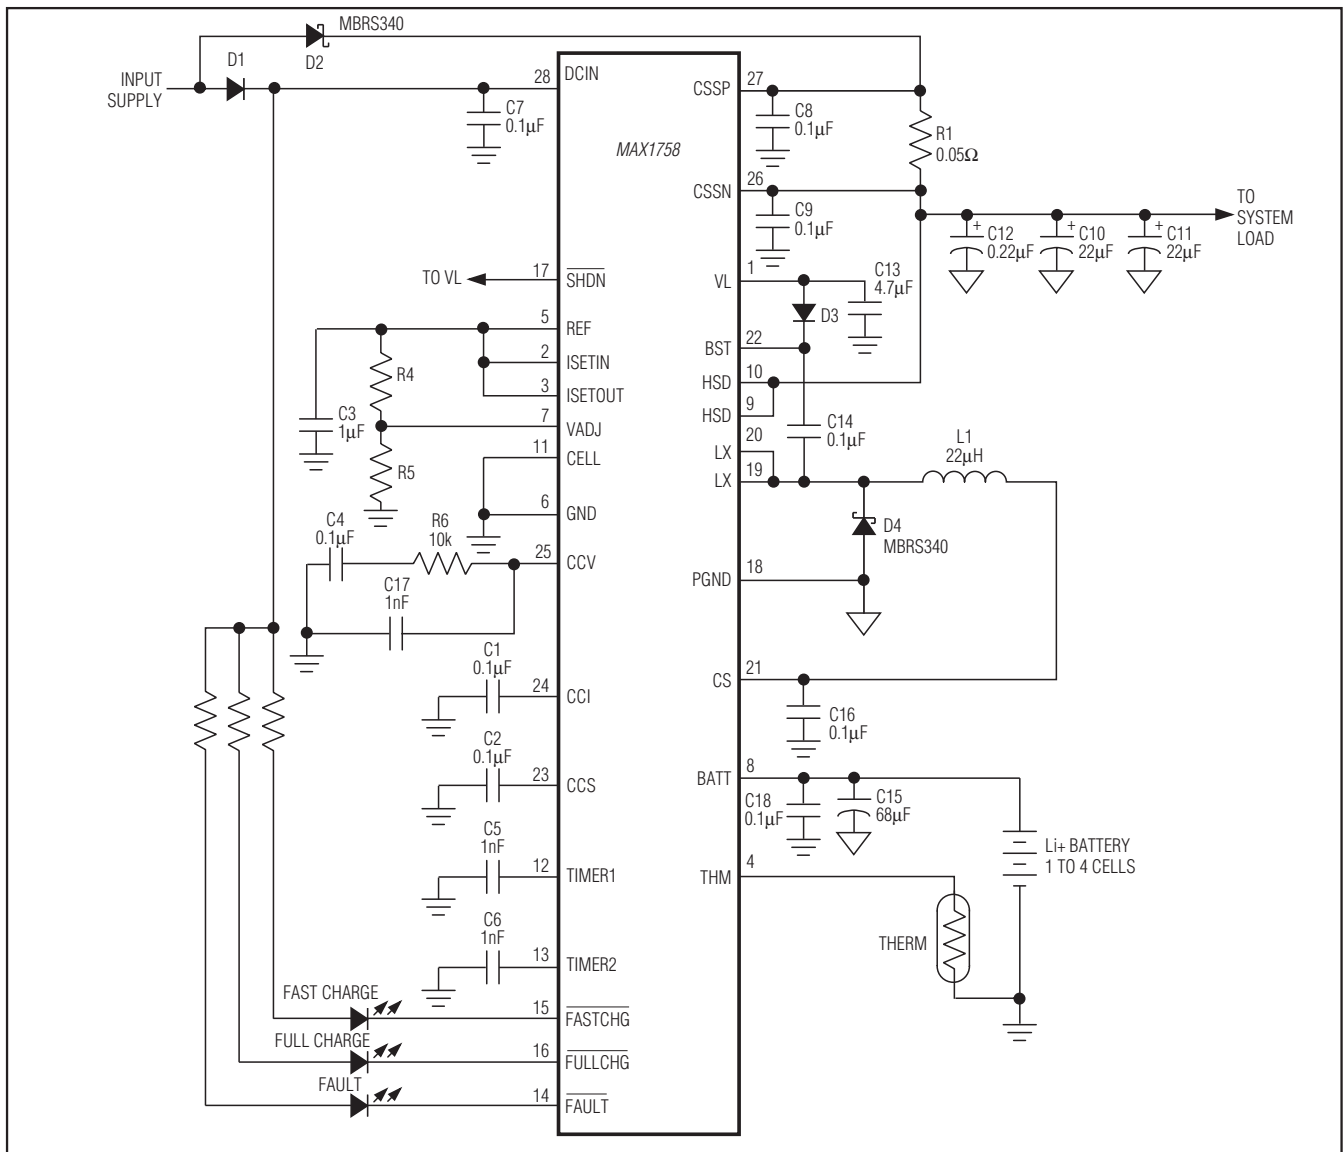 MBRS340
D1
D2
INPUT
SUPPLY
28
DCIN
C7
0.1µF
MAX1758
CSSP
27
C8
0.1µF
R1
0.05Ω
CSSN
26
C9
0.1µF
TO
SYSTEM
LOAD
+
C12
0.22µF
+
C10
22µF
+
C11
22µF
TO VL
17
SHDN
VL
1
C13
4.7µF
D3
5
REF
BST
22
2
ISETIN
R4
HSD
10
3
ISETOUT
HSD
9
C3
1µF
7
VADJ
C14
0.1µF
11
CELL
LX
20
R5
LX
19
L1
22µH
6
GND
D4
MBRS340
C4
0.1µF
R6
10k
25
CCV
C17
1nF
PGND
18
C1
0.1µF
24
CCI
CS
21
C16
0.1µF
C2
0.1µF
23
CCS
BATT
8
C18
0.1µF
C15
68µF
Li+ BATTERY
1 TO 4 CELLS
C5
1nF
12
TIMER1
THM
4
THERM
C6
1nF
13
TIMER2
FAST CHARGE
15
FASTCHG
FULL CHARGE
16
FULLCHG
FAULT
14
FAULT